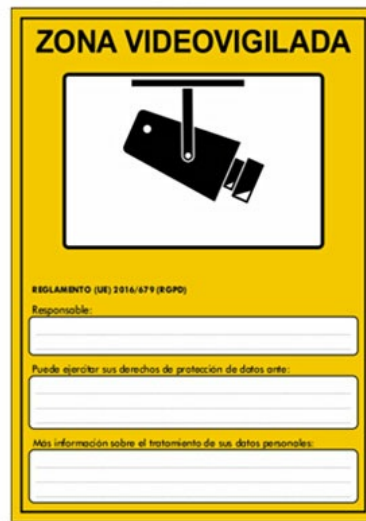 ZONA VIDEOVIGILADA
REGLAMENTO (UE) 2016/679 (RGPD)
Responsable:
Puede ejercitar sus derechos de protección de datos ante:
Más información sobre el tratamiento de sus datos personales: